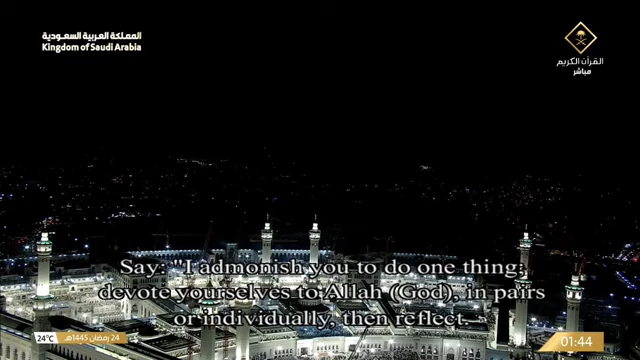 المملكة العربية السعودية
Kingdom of Saudi Arabia
القرآن الكريم
مباشر
Say: "I admonish you to do one thing;
devote yourselves to Allah (God), in pairs
or individually, then reflect.
24°C
24 رمضان 1445هـ
01:44